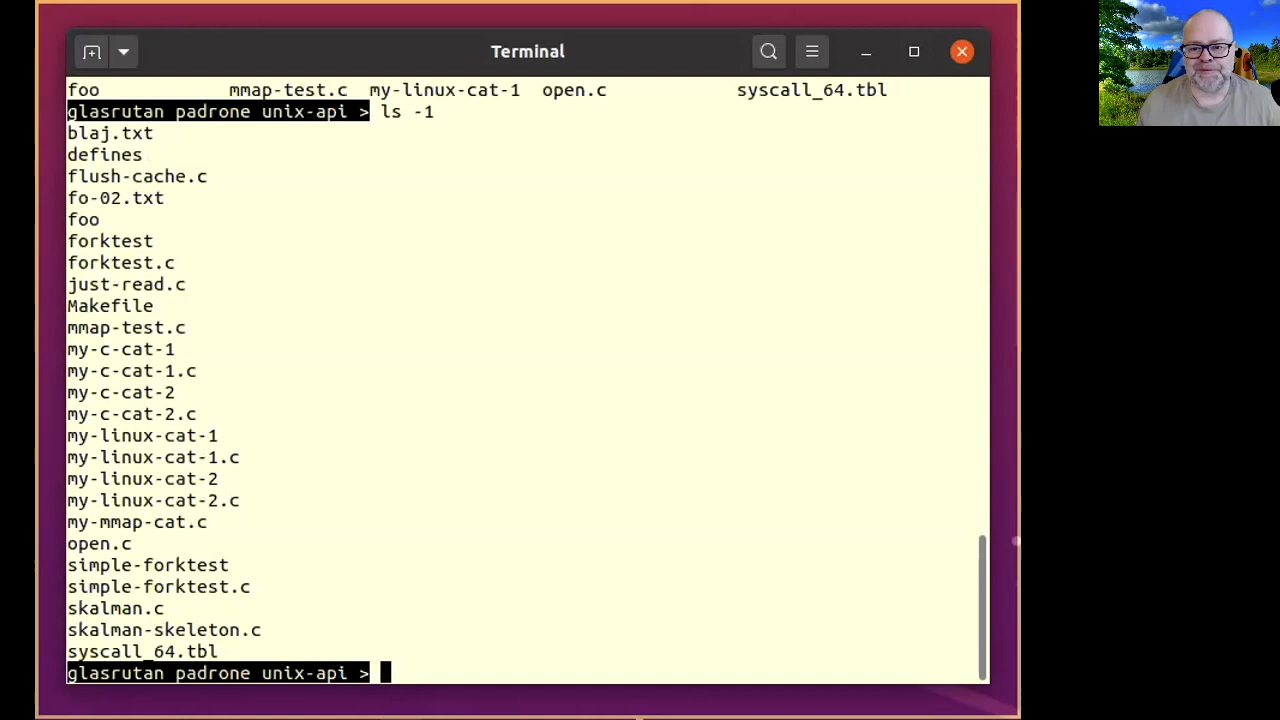 Terminal
foo mmap-test.c my-linux-cat-1 open.c syscall_64.tbl
glasrutan padrone unix-api > ls -1
blaj.txt
defines
flush-cache.c
fo-02.txt
foo
forktest
forktest.c
just-read.c
Makefile
mmap-test.c
my-c-cat-1
my-c-cat-1.c
my-c-cat-2
my-c-cat-2.c
my-linux-cat-1
my-linux-cat-1.c
my-linux-cat-2
my-linux-cat-2.c
my-mmap-cat.c
open.c
simple-forktest
simple-forktest.c
skalman.c
skalman-skeleton.c
syscall_64.tbl
glasrutan padrone unix-api >